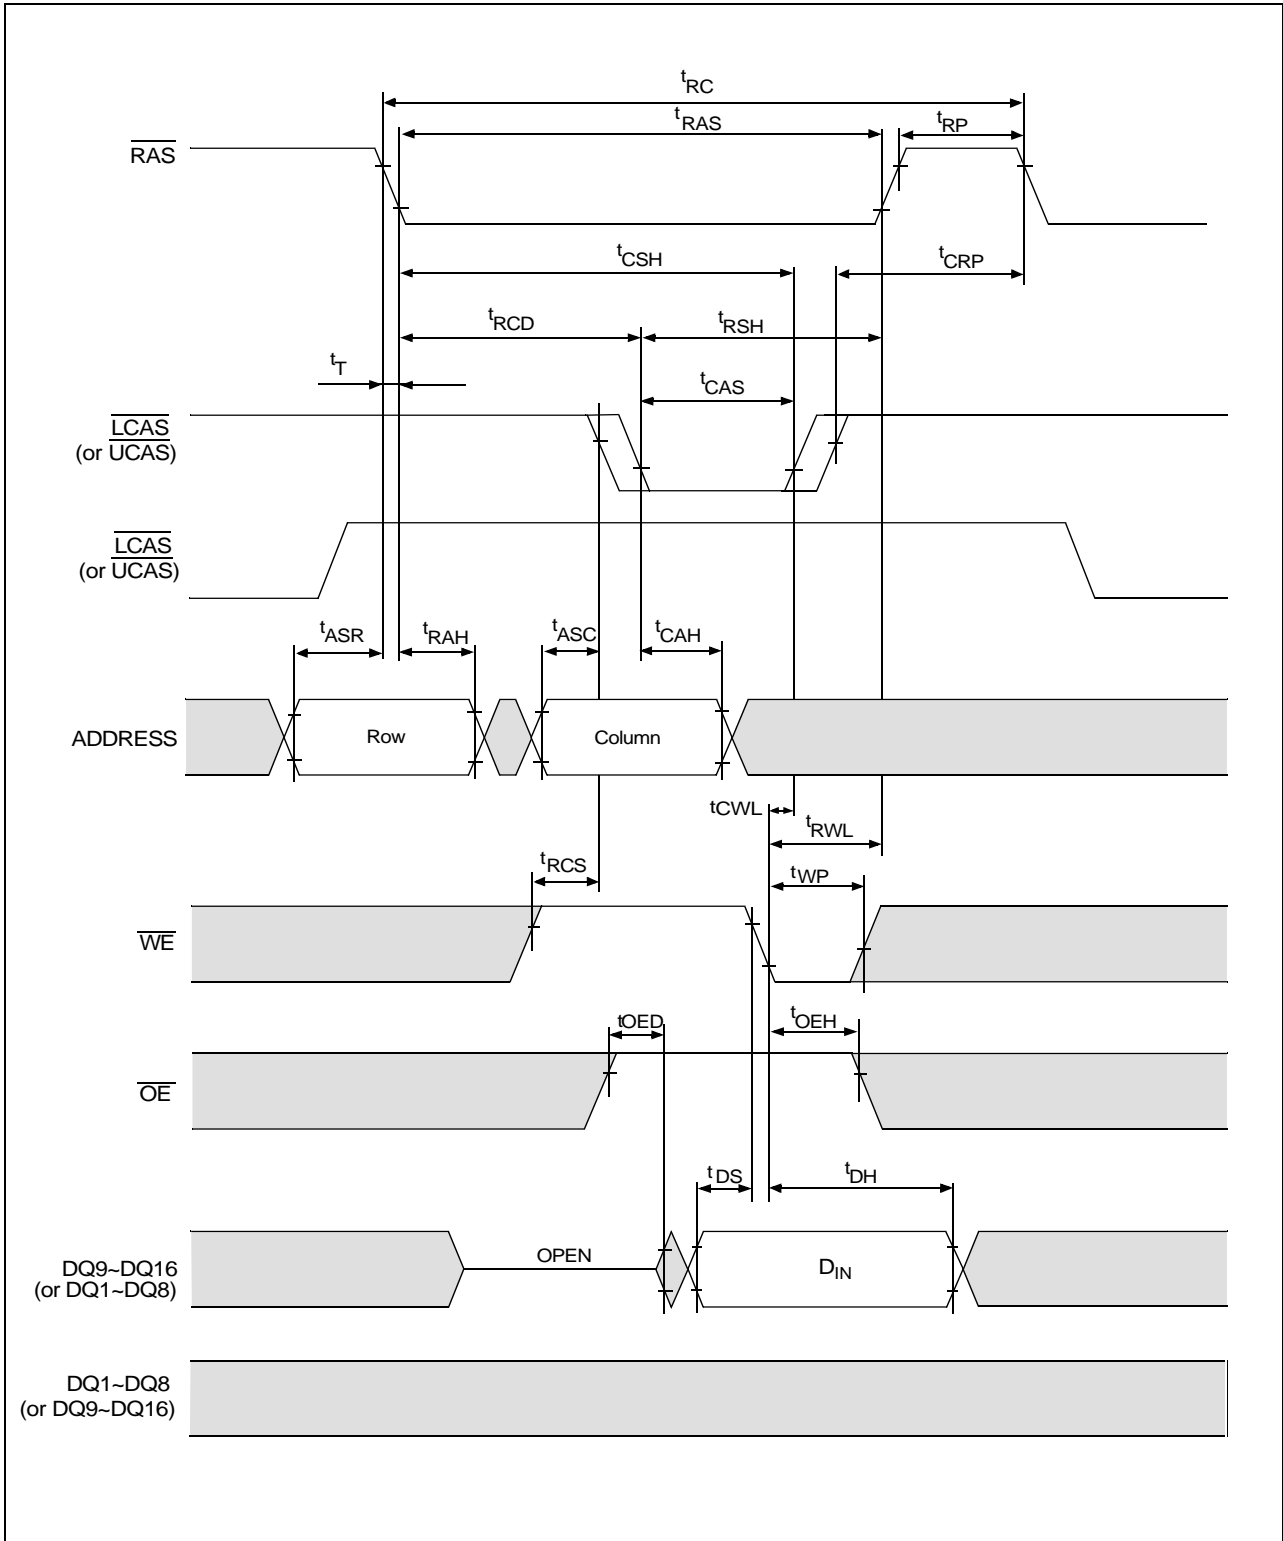 tRC
tRAS
tRP
RAS
tCSH
tCRP
tRCD
tRSH
tT
tCAS
LCAS
(or UCAS)
LCAS
(or UCAS)
tASR
tRAH
tASC
tCAH
ADDRESS
Row
Column
tCWL
tRWL
tRCS
tWP
WE
tOED
tOEH
OE
tDS
tDH
DQ9~DQ16
(or DQ1~DQ8)
OPEN
DIN
DQ1~DQ8
(or DQ9~DQ16)